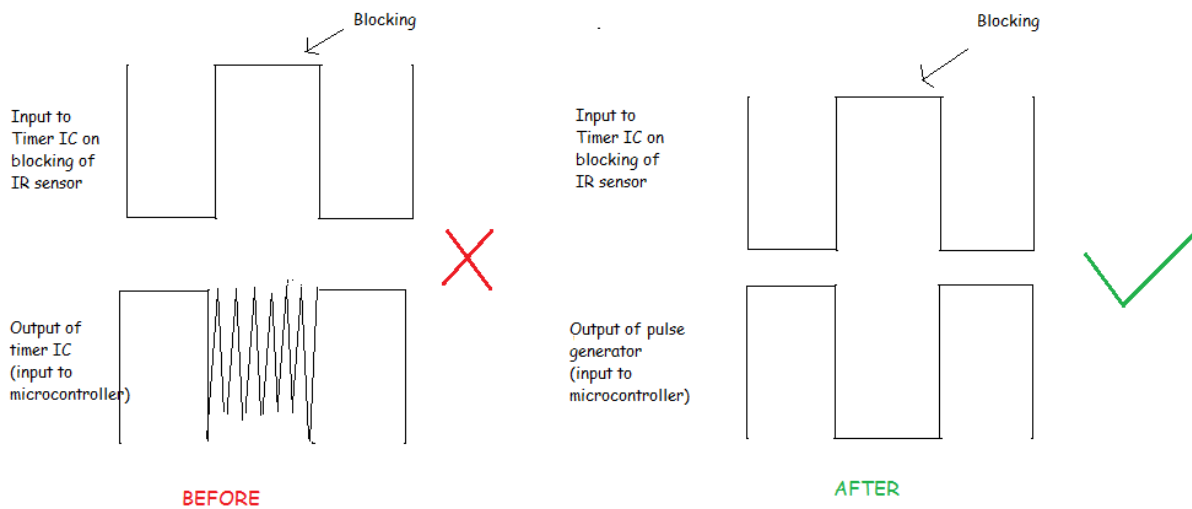 Blocking
Input to
Timer IC on
blocking of
IR sensor
Output of
timer IC
(input to
microcontroller)
BEFORE
Blocking
Input to
Timer IC on
blocking of
IR sensor
Output of pulse
generator
(input to
microcontroller)
AFTER